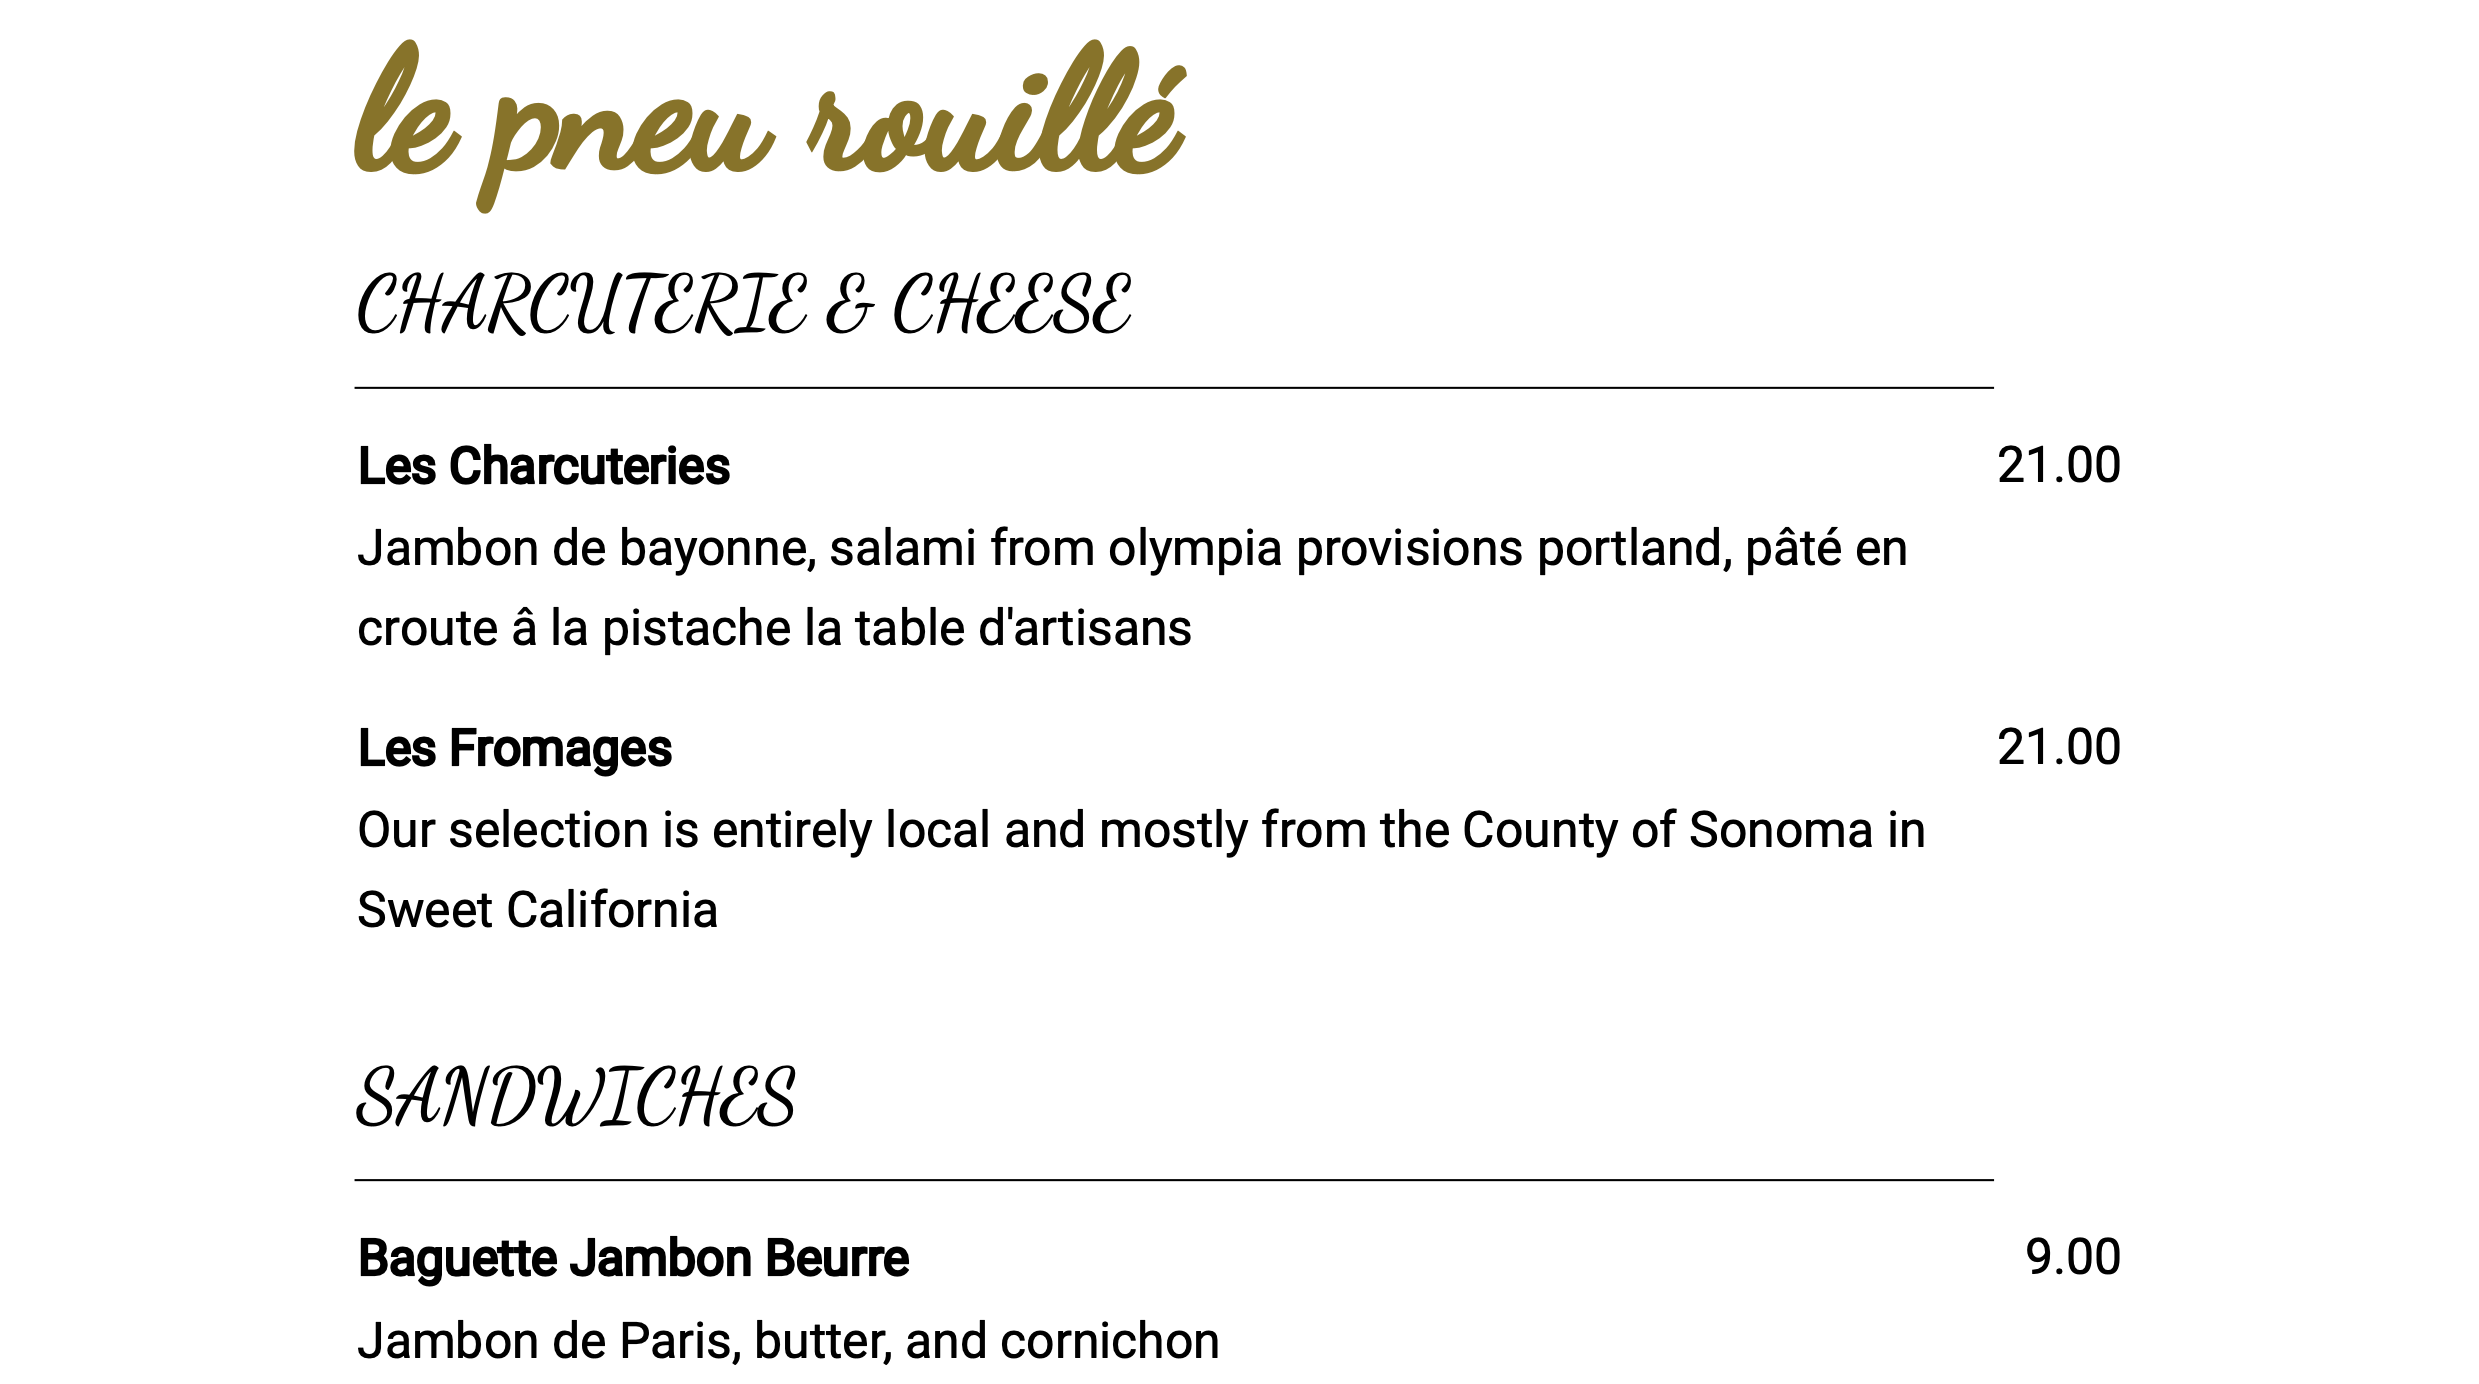 le pneu rouillé
CHARCUTERIE & CHEESE
Les Charcuteries 21.00
Jambon de bayonne, salami from olympia provisions portland, pâté en
croute â la pistache la table d'artisans
Les Fromages 21.00
Our selection is entirely local and mostly from the County of Sonoma in
Sweet California
SANDWICHES
Baguette Jambon Beurre 9.00
Jambon de Paris, butter, and cornichon